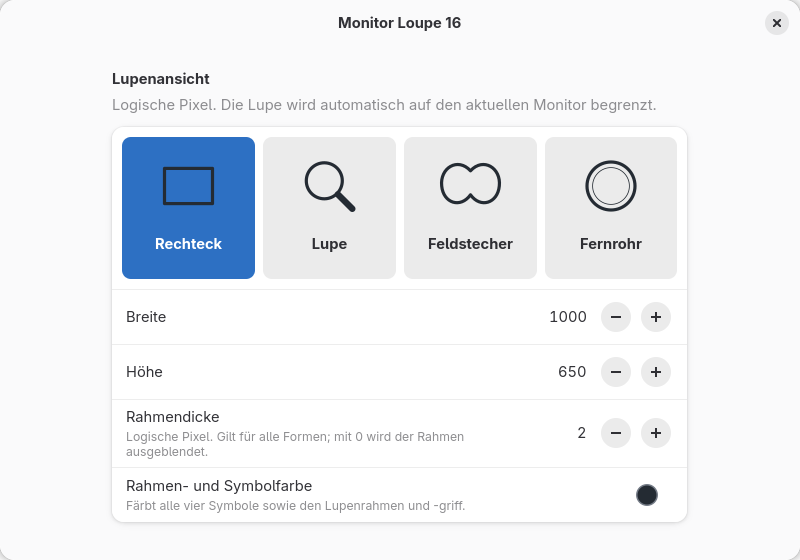 Monitor Loupe 16
Lupenansicht
Logische Pixel. Die Lupe wird automatisch auf den aktuellen Monitor begrenzt.
Rechteck
Lupe
Feldstecher
Fernrohr
Breite
1000
Höhe
650
Rahmendicke
Logische Pixel. Gilt für alle Formen; mit 0 wird der Rahmen
ausgeblendet.
2
Rahmen- und Symbolfarbe
Färbt alle vier Symbole sowie den Lupenrahmen und -griff.